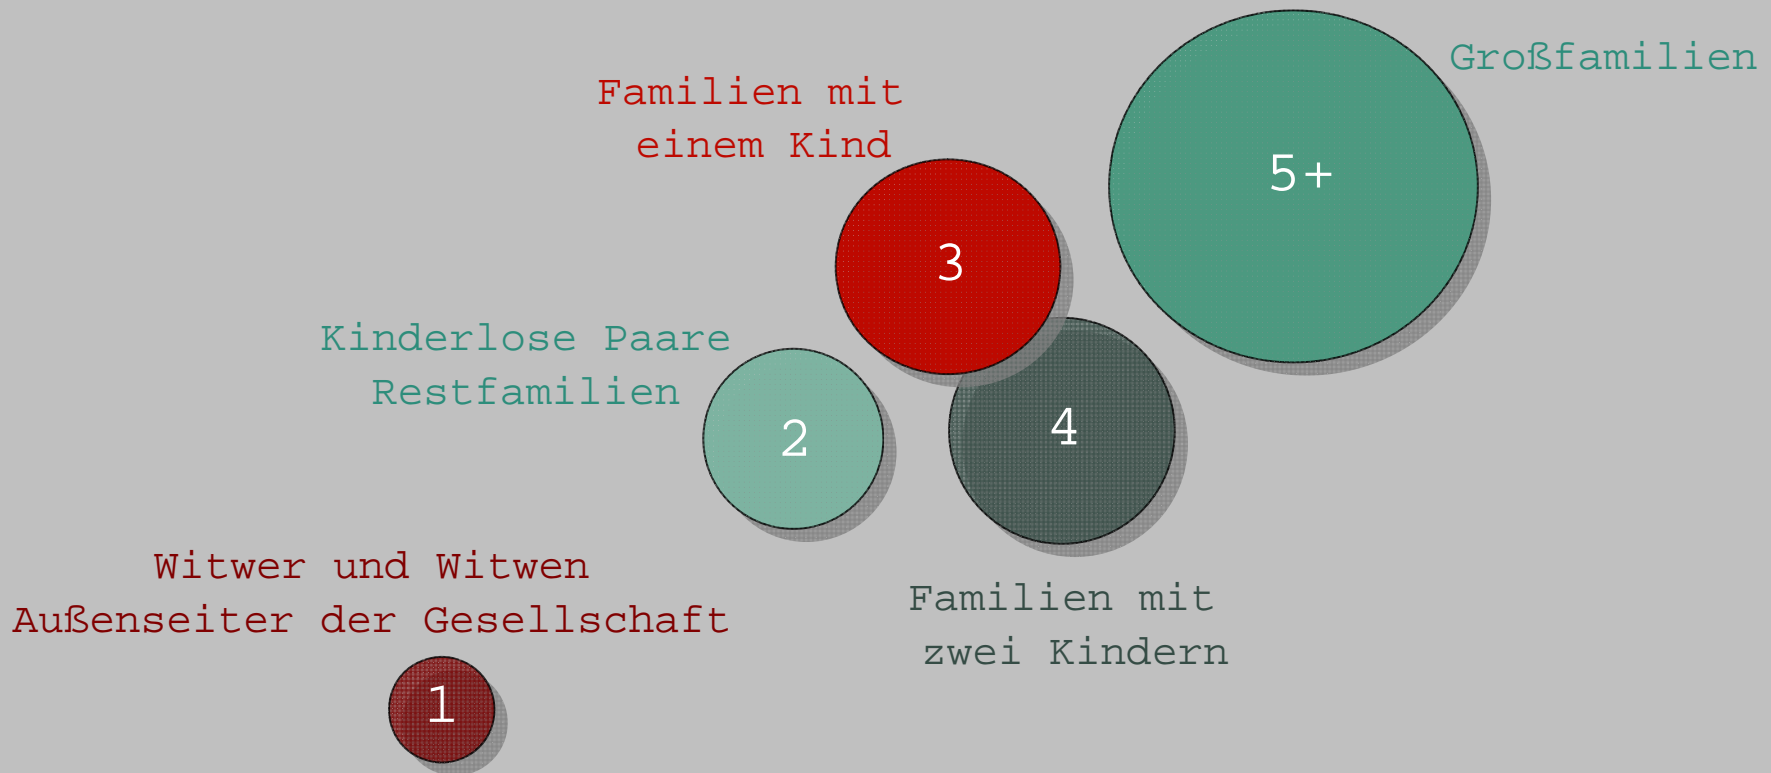 Großfamilien
5+
Familien mit
einem Kind
3
Kinderlose Paare
Restfamilien
2
4
Familien mit
zwei Kindern
Witwer und Witwen
Außenseiter der Gesellschaft
1